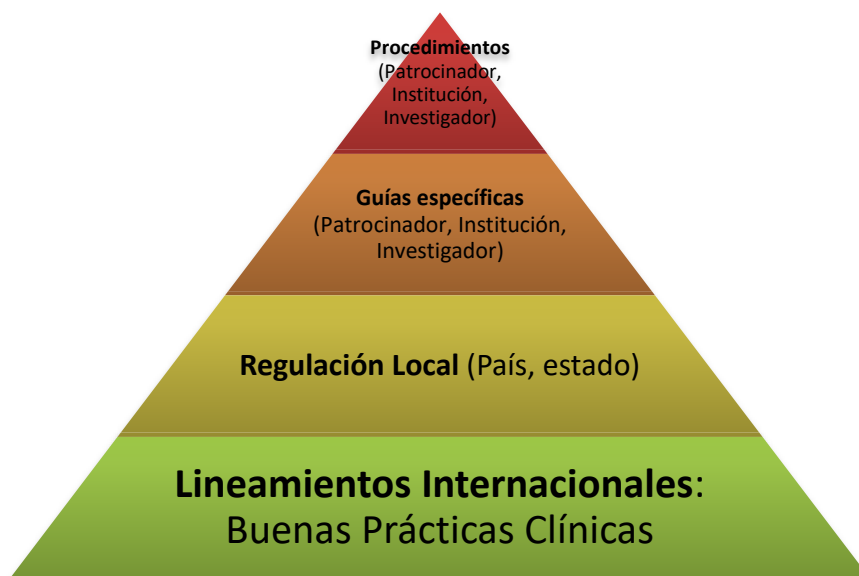 Procedimientos
(Patrocinador,
Institución,
Investigador)
Guías específicas
(Patrocinador, Institución,
Investigador)
Regulación Local (País, estado)
Lineamientos Internacionales:
Buenas Prácticas Clínicas